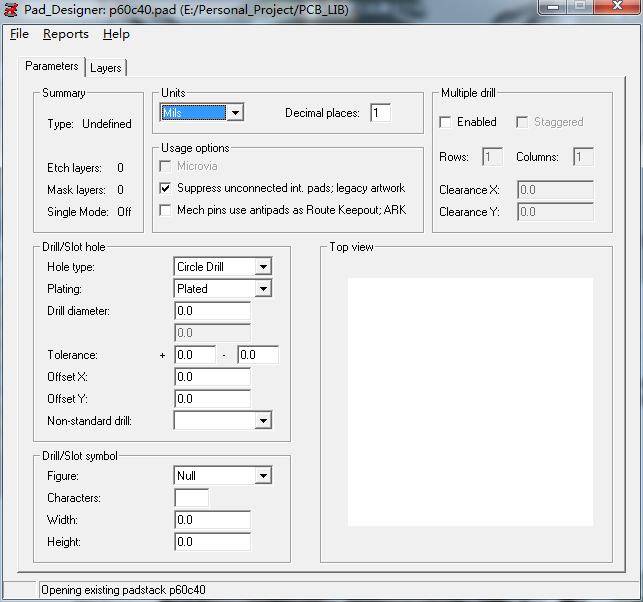 Pad_Designer: p60c40.pad (E:/Personal_Project/PCB_LIB)
File Reports Help
Parameters Layers
Summary
Type: Undefined
Etch layers: 0
Mask layers: 0
Single Mode: Off
Units
Mils Decimal places: 1
Usage options
Microvia
Suppress unconnected int. pads; legacy artwork
Mech pins use antipads as Route Keepout; ARK
Multiple drill
Enabled Staggered
Rows: 1 Columns: 1
Clearance X: 0.0
Clearance Y: 0.0
Drill/Slot hole
Hole type: Circle Drill
Plating: Plated
Drill diameter: 0.0
0.0
Tolerance: + 0.0 - 0.0
Offset X: 0.0
Offset Y: 0.0
Non-standard drill:
Drill/Slot symbol
Figure: Null
Characters:
Width: 0.0
Height: 0.0
Top view
Opening existing padstack p60c40